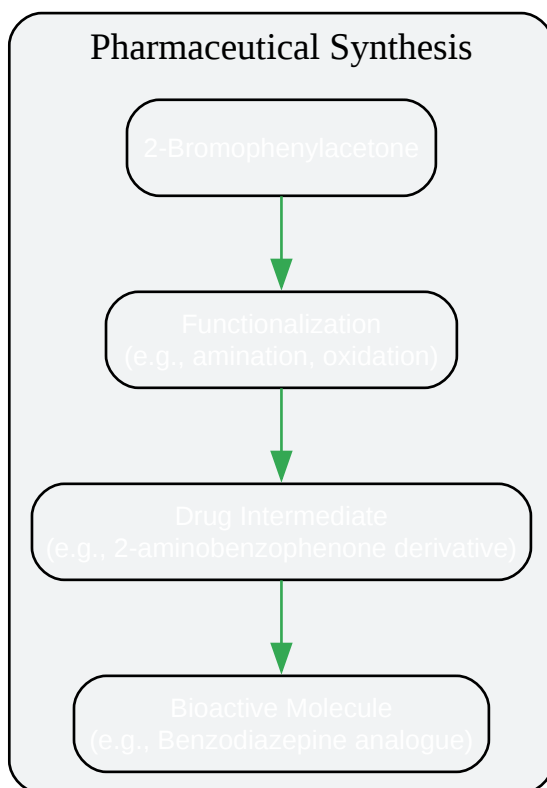 Pharmaceutical Synthesis
2-Bromophenylacetone
Functionalization
(e.g., amination, oxidation)
Drug Intermediate
(e.g., 2-aminobenzophenone derivative)
Bioactive Molecule
(e.g., Benzodiazepine analogue)